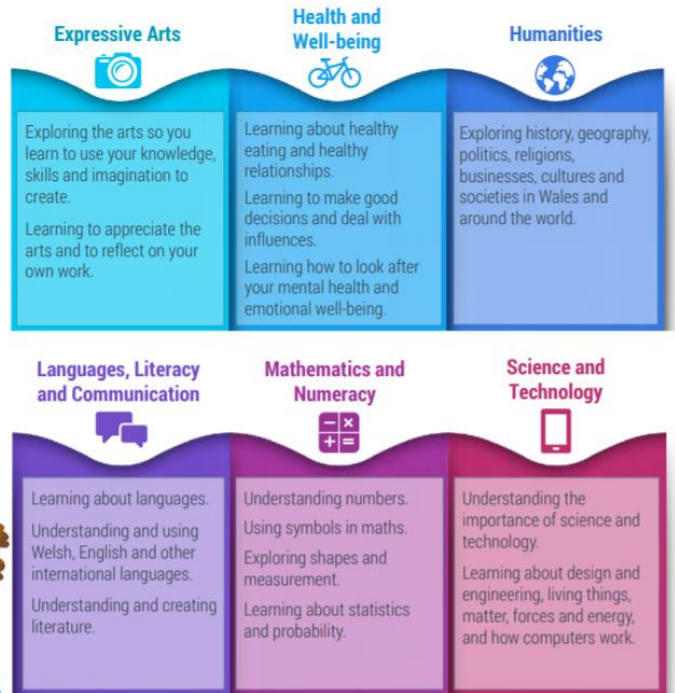 Expressive Arts
Exploring the arts so you
learn to use your knowledge,
skills and imagination to
create.
Learning to appreciate the
arts and to reflect on your
own work.
Health and
Well-being
Learning about healthy
eating and healthy
relationships.
Learning to make good
decisions and deal with
influences.
Learning how to look after
your mental health and
emotional well-being.
Humanities
Exploring history, geography,
politics, religions,
businesses, cultures and
societies in Wales and
around the world.
Languages, Literacy
and Communication
Learning about languages.
Understanding and using
Welsh, English and other
international languages.
Understanding and creating
literature.
Mathematics and
Numeracy
Understanding numbers.
Using symbols in maths.
Exploring shapes and
measurement.
Learning about statistics
and probability.
Science and
Technology
Understanding the
importance of science and
technology.
Learning about design and
engineering, living things,
matter, forces and energy,
and how computers work.